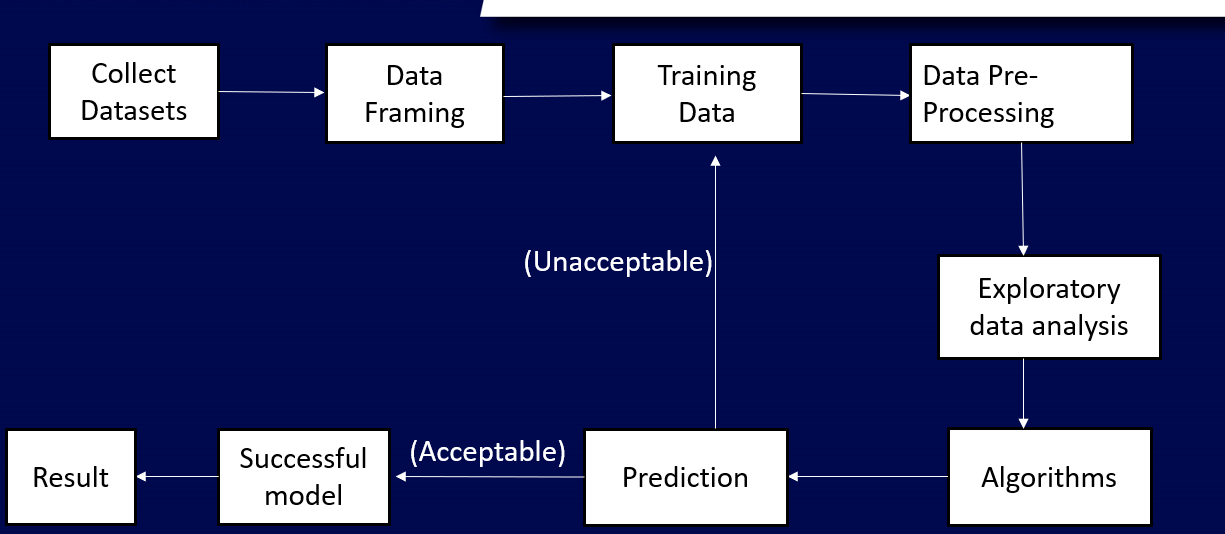 Collect
Datasets
Data
Framing
Training
Data
Data Pre-
Processing
(Unacceptable)
Exploratory
data analysis
Result
Successful
model
(Acceptable)
Prediction
Algorithms